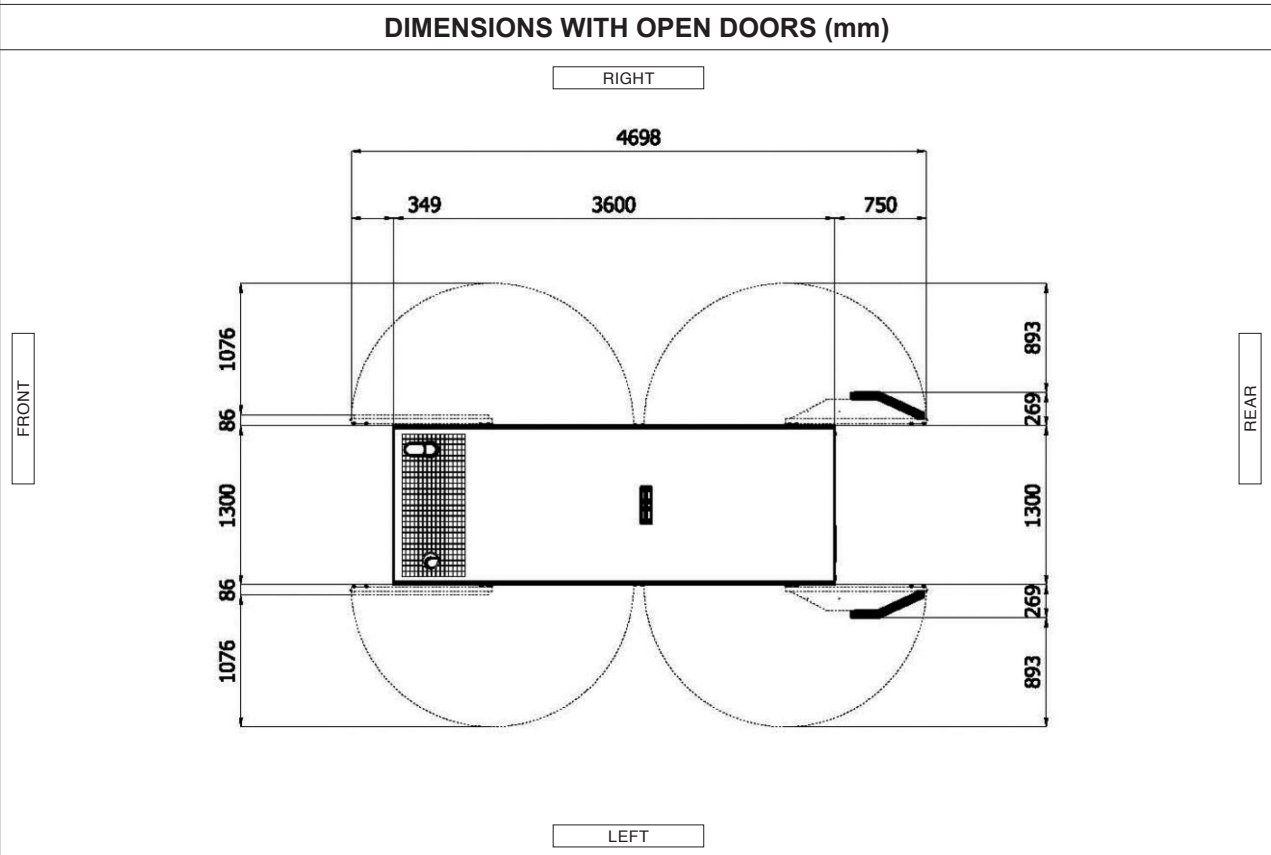 DIMENSIONS WITH OPEN DOORS (mm)
RIGHT
4698
349 3600 750
1076
893
FRONT
REAR
86
269
1300
1300
86
269
1076
893
LEFT